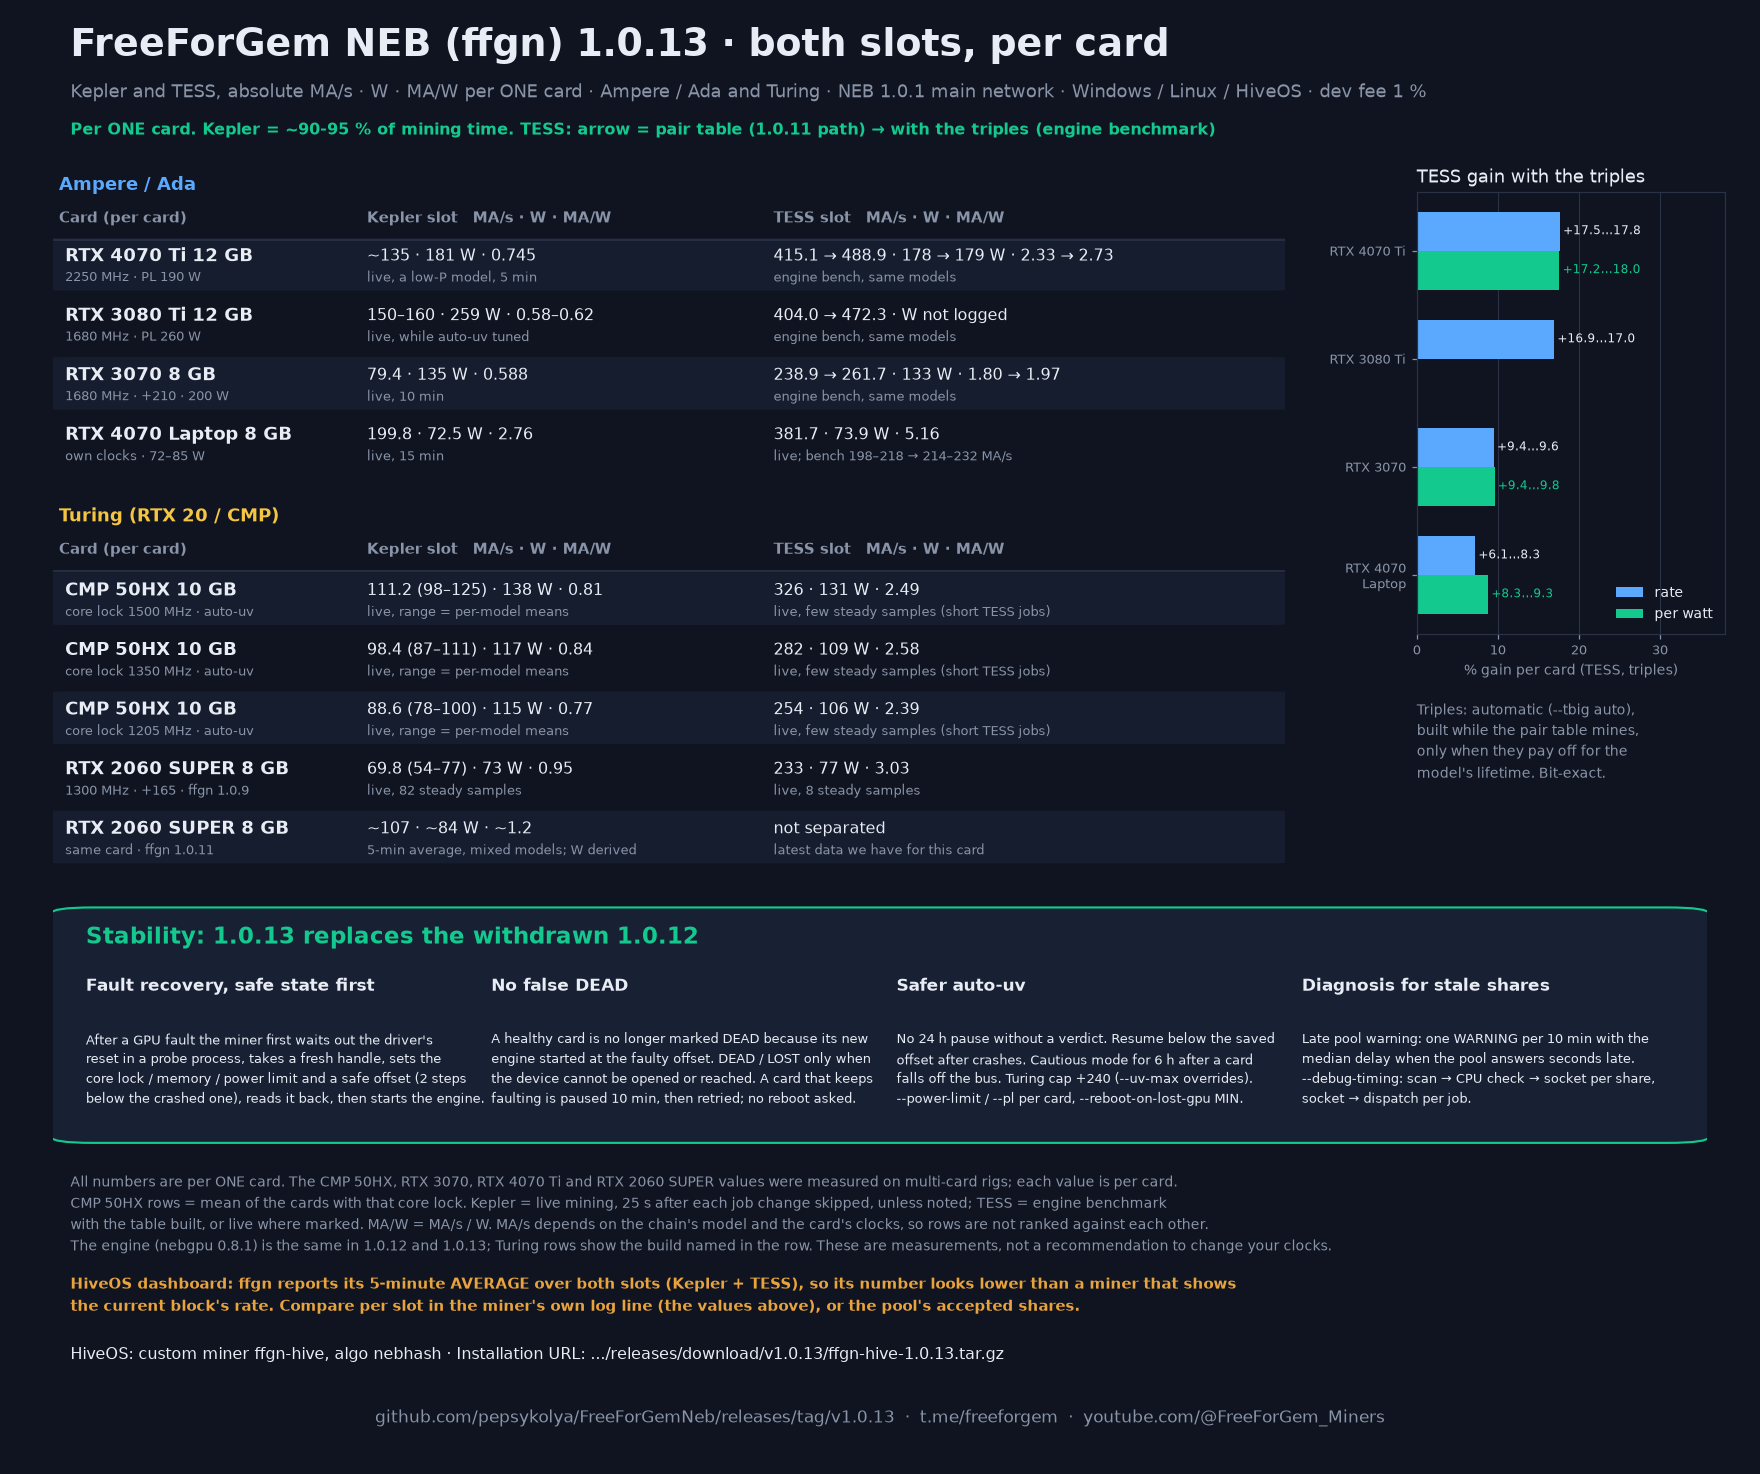 FreeForGem NEB (ffgn) 1.0.13 · both slots, per card
Kepler and TESS, absolute MA/s · W · MA/W per ONE card · Ampere / Ada and Turing · NEB 1.0.1 main network · Windows / Linux / HiveOS · dev fee 1 %
Per ONE card. Kepler = ~90-95 % of mining time. TESS: arrow = pair table (1.0.11 path) → with the triples (engine benchmark)
Ampere / Ada
Card (per card) Kepler slot MA/s · W · MA/W TESS slot MA/s · W · MA/W
RTX 4070 Ti 12 GB ~135 · 181 W · 0.745 415.1 → 488.9 · 178 → 179 W · 2.33 → 2.73
2250 MHz · PL 190 W live, a low-P model, 5 min engine bench, same models
RTX 3080 Ti 12 GB 150–160 · 259 W · 0.58–0.62 404.0 → 472.3 · W not logged
1680 MHz · PL 260 W live, while auto-uv tuned engine bench, same models
RTX 3070 8 GB 79.4 · 135 W · 0.588 238.9 → 261.7 · 133 W · 1.80 → 1.97
1680 MHz · +210 · 200 W live, 10 min engine bench, same models
RTX 4070 Laptop 8 GB 199.8 · 72.5 W · 2.76 381.7 · 73.9 W · 5.16
own clocks · 72–85 W live, 15 min live; bench 198–218 → 214–232 MA/s
Turing (RTX 20 / CMP)
Card (per card) Kepler slot MA/s · W · MA/W TESS slot MA/s · W · MA/W
CMP 50HX 10 GB 111.2 (98–125) · 138 W · 0.81 326 · 131 W · 2.49
core lock 1500 MHz · auto-uv live, range = per-model means live, few steady samples (short TESS jobs)
CMP 50HX 10 GB 98.4 (87–111) · 117 W · 0.84 282 · 109 W · 2.58
core lock 1350 MHz · auto-uv live, range = per-model means live, few steady samples (short TESS jobs)
CMP 50HX 10 GB 88.6 (78–100) · 115 W · 0.77 254 · 106 W · 2.39
core lock 1205 MHz · auto-uv live, range = per-model means live, few steady samples (short TESS jobs)
RTX 2060 SUPER 8 GB 69.8 (54–77) · 73 W · 0.95 233 · 77 W · 3.03
1300 MHz · +165 · ffgn 1.0.9 live, 82 steady samples live, 8 steady samples
RTX 2060 SUPER 8 GB ~107 · ~84 W · ~1.2 not separated
same card · ffgn 1.0.11 5-min average, mixed models; W derived latest data we have for this card
TESS gain with the triples
RTX 4070 Ti
+17.5...17.8
+17.2...18.0
RTX 3080 Ti
+16.9...17.0
RTX 3070
+9.4...9.6
+9.4...9.8
RTX 4070
Laptop
+6.1...8.3
+8.3...9.3
rate
per watt
0 10 20 30
% gain per card (TESS, triples)
Triples: automatic (--tbig auto),
built while the pair table mines,
only when they pay off for the
model's lifetime. Bit-exact.
Stability: 1.0.13 replaces the withdrawn 1.0.12
Fault recovery, safe state first
After a GPU fault the miner first waits out the driver's
reset in a probe process, takes a fresh handle, sets the
core lock / memory / power limit and a safe offset (2 steps
below the crashed one), reads it back, then starts the engine.
No false DEAD
A healthy card is no longer marked DEAD because its new
engine started at the faulty offset. DEAD / LOST only when
the device cannot be opened or reached. A card that keeps
faulting is paused 10 min, then retried; no reboot asked.
Safer auto-uv
No 24 h pause without a verdict. Resume below the saved
offset after crashes. Cautious mode for 6 h after a card
falls off the bus. Turing cap +240 (--uv-max overrides).
--power-limit / --pl per card, --reboot-on-lost-gpu MIN.
Diagnosis for stale shares
Late pool warning: one WARNING per 10 min with the
median delay when the pool answers seconds late.
--debug-timing: scan → CPU check → socket per share,
socket → dispatch per job.
All numbers are per ONE card. The CMP 50HX, RTX 3070, RTX 4070 Ti and RTX 2060 SUPER values were measured on multi-card rigs; each value is per card.
CMP 50HX rows = mean of the cards with that core lock. Kepler = live mining, 25 s after each job change skipped, unless noted; TESS = engine benchmark
with the table built, or live where marked. MA/W = MA/s / W. MA/s depends on the chain's model and the card's clocks, so rows are not ranked against each other.
The engine (nebgpu 0.8.1) is the same in 1.0.12 and 1.0.13; Turing rows show the build named in the row. These are measurements, not a recommendation to change your clocks.
HiveOS dashboard: ffgn reports its 5-minute AVERAGE over both slots (Kepler + TESS), so its number looks lower than a miner that shows
the current block's rate. Compare per slot in the miner's own log line (the values above), or the pool's accepted shares.
HiveOS: custom miner ffgn-hive, algo nebhash · Installation URL: .../releases/download/v1.0.13/ffgn-hive-1.0.13.tar.gz
github.com/pepsykolya/FreeForGemNeb/releases/tag/v1.0.13 · t.me/freeforgem · youtube.com/@FreeForGem_Miners